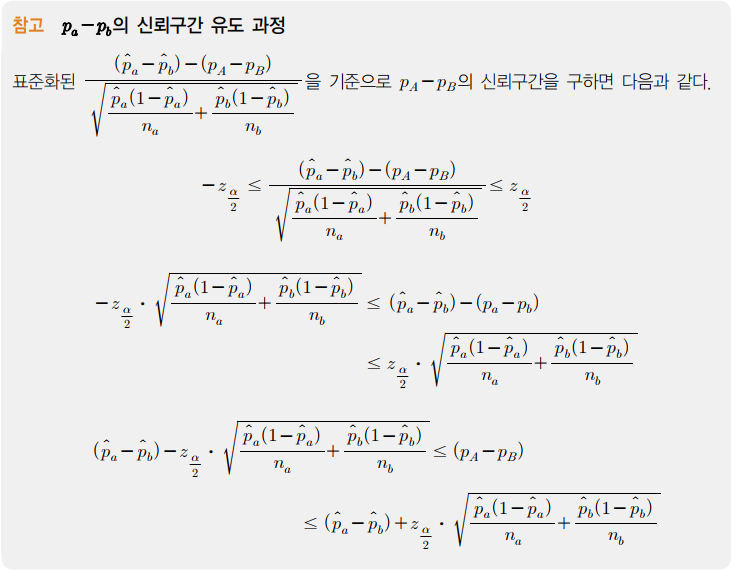 참고 $p_a - p_b$의 신뢰구간 유도 과정
표준화된 $\frac{(\hat{p}_a - \hat{p}_b) - (p_A - p_B)}{\sqrt{\frac{\hat{p}_a(1-\hat{p}_a)}{n_a} + \frac{\hat{p}_b(1-\hat{p}_b)}{n_b}}}$을 기준으로 $p_A - p_B$의 신뢰구간을 구하면 다음과 같다.
$-z_{\frac{\alpha}{2}} \le \frac{(\hat{p}_a - \hat{p}_b) - (p_A - p_B)}{\sqrt{\frac{\hat{p}_a(1-\hat{p}_a)}{n_a} + \frac{\hat{p}_b(1-\hat{p}_b)}{n_b}}} \le z_{\frac{\alpha}{2}}$
$-z_{\frac{\alpha}{2}} \cdot \sqrt{\frac{\hat{p}_a(1-\hat{p}_a)}{n_a} + \frac{\hat{p}_b(1-\hat{p}_b)}{n_b}} \le (\hat{p}_a - \hat{p}_b) - (p_a - p_b)$
$\le z_{\frac{\alpha}{2}} \cdot \sqrt{\frac{\hat{p}_a(1-\hat{p}_a)}{n_a} + \frac{\hat{p}_b(1-\hat{p}_b)}{n_b}}$
$(\hat{p}_a - \hat{p}_b) - z_{\frac{\alpha}{2}} \cdot \sqrt{\frac{\hat{p}_a(1-\hat{p}_a)}{n_a} + \frac{\hat{p}_b(1-\hat{p}_b)}{n_b}} \le (p_A - p_B)$
$\le (\hat{p}_a - \hat{p}_b) + z_{\frac{\alpha}{2}} \cdot \sqrt{\frac{\hat{p}_a(1-\hat{p}_a)}{n_a} + \frac{\hat{p}_b(1-\hat{p}_b)}{n_b}}$